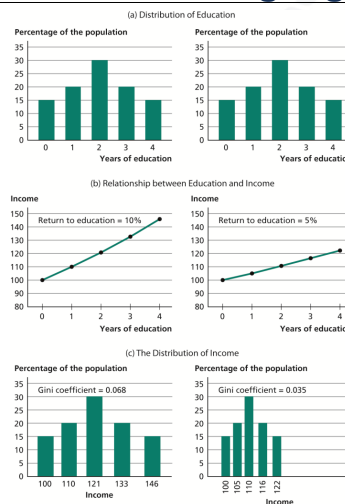 (a) Distribution of Education
Percentage of the population
35
30
25
20
15
10
5
0
0 1 2 3 4
Years of education
Percentage of the population
35
30
25
20
15
10
5
0
0 1 2 3 4
Years of
(b) Relationship between Education and Income
Income
150
140
130
120
110
100
90
80
Return to education = 10%
0 1 2 3 4
Years of education
Income
150
140
130
120
110
100
90
80
Return to education = 5%
0 1 2 3 4
Years of
(c) The Distribution of Income
Percentage of the population
35
30
25
20
15
10
5
0
Gini coefficient = 0.068
100 110 121 133 146
Income
Percentage of the population
35
30
25
20
15
10
5
0
Gini coefficient = 0.035
100 105 110 116 122
Income